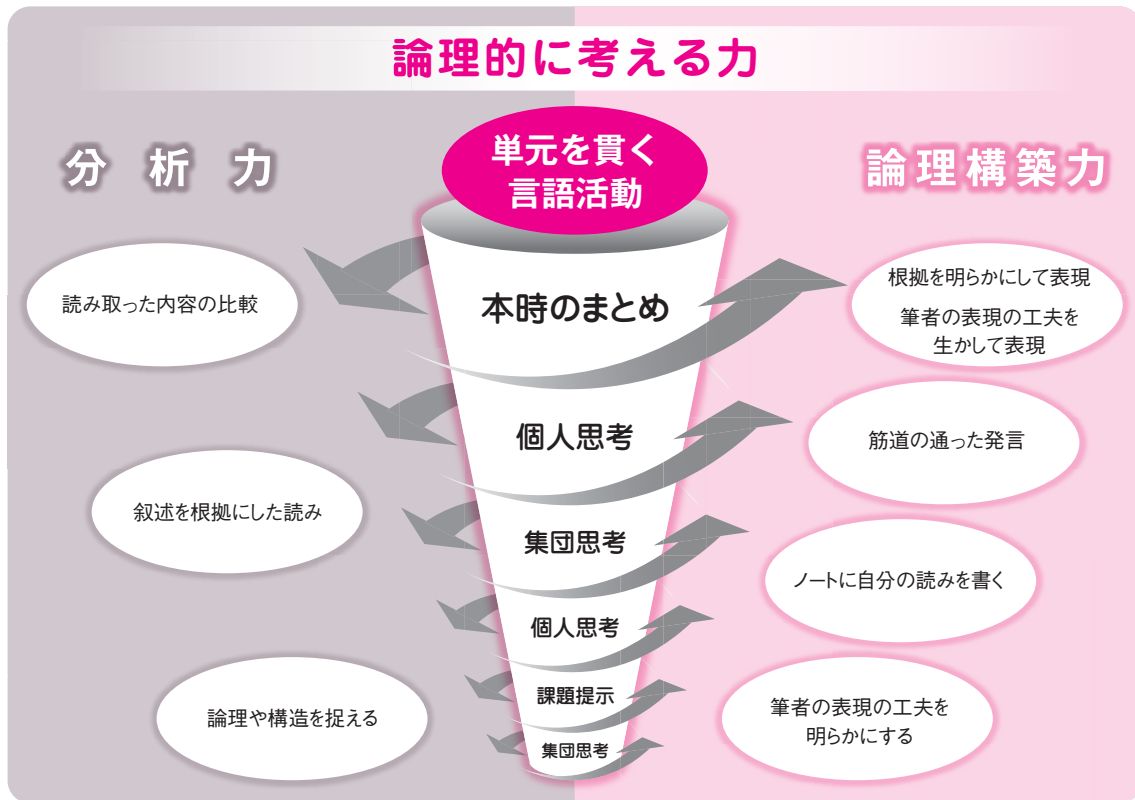 論理的に考える力
単元を貫く
言語活動
分析力
論理構築力
読み取った内容の比較
叙述を根拠にした読み
論理や構造を捉える
本時のまとめ
個人思考
集団思考
個人思考
課題提示
集団思考
根拠を明らかにして表現
筆者の表現の工夫を
生かして表現
筋道の通った発言
ノートに自分の読みを書く
筆者の表現の工夫を
明らかにする